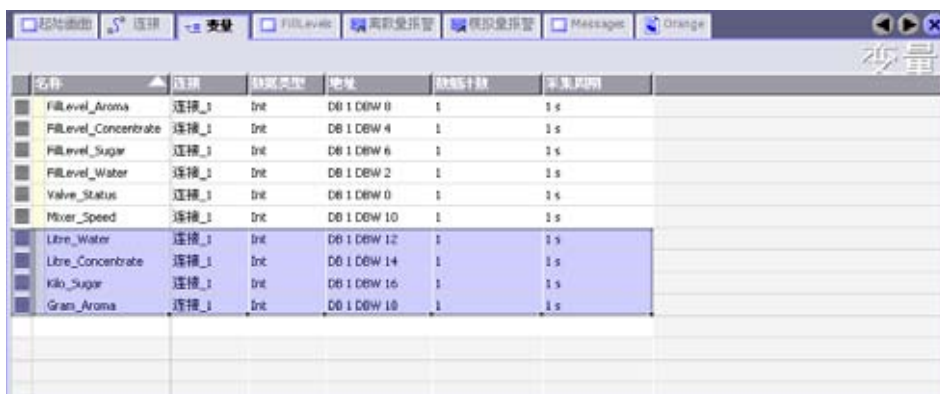 起始画面 连接 变量 FillLevels 离散量报警 模拟量报警 Messages Orange
变量
名称 连接 数据类型 地址 数组计数 采集周期
FillLevel_Aroma 连接_1 Int DB 1 DBW 8 1 1 s
FillLevel_Concentrate 连接_1 Int DB 1 DBW 4 1 1 s
FillLevel_Sugar 连接_1 Int DB 1 DBW 6 1 1 s
FillLevel_Water 连接_1 Int DB 1 DBW 2 1 1 s
Valve_Status 连接_1 Int DB 1 DBW 0 1 1 s
Mixer_Speed 连接_1 Int DB 1 DBW 10 1 1 s
Litre_Water 连接_1 Int DB 1 DBW 12 1 1 s
Litre_Concentrate 连接_1 Int DB 1 DBW 14 1 1 s
Kilo_Sugar 连接_1 Int DB 1 DBW 16 1 1 s
Gram_Aroma 连接_1 Int DB 1 DBW 18 1 1 s